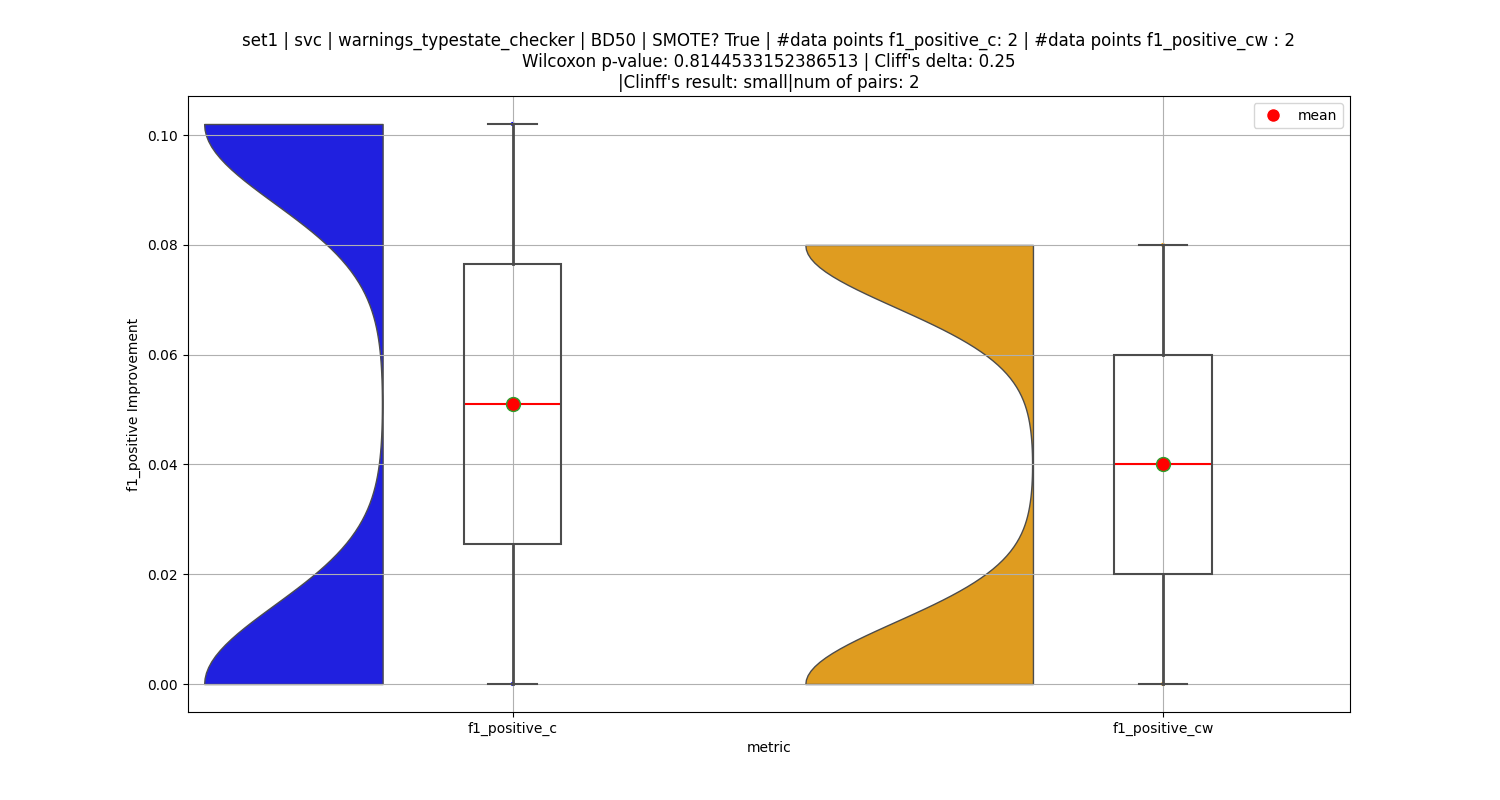 set1 | svc | warnings_typestate_checker | BD50 | SMOTE? True | #data points f1_positive_c: 2 | #data points f1_positive_cw : 2
Wilcoxon p-value: 0.8144533152386513 | Cliff's delta: 0.25
|Clinff's result: small|num of pairs: 2
mean
0.10
0.08
0.06
0.04
0.02
0.00
f1_positive Improvement
f1_positive_c
f1_positive_cw
metric